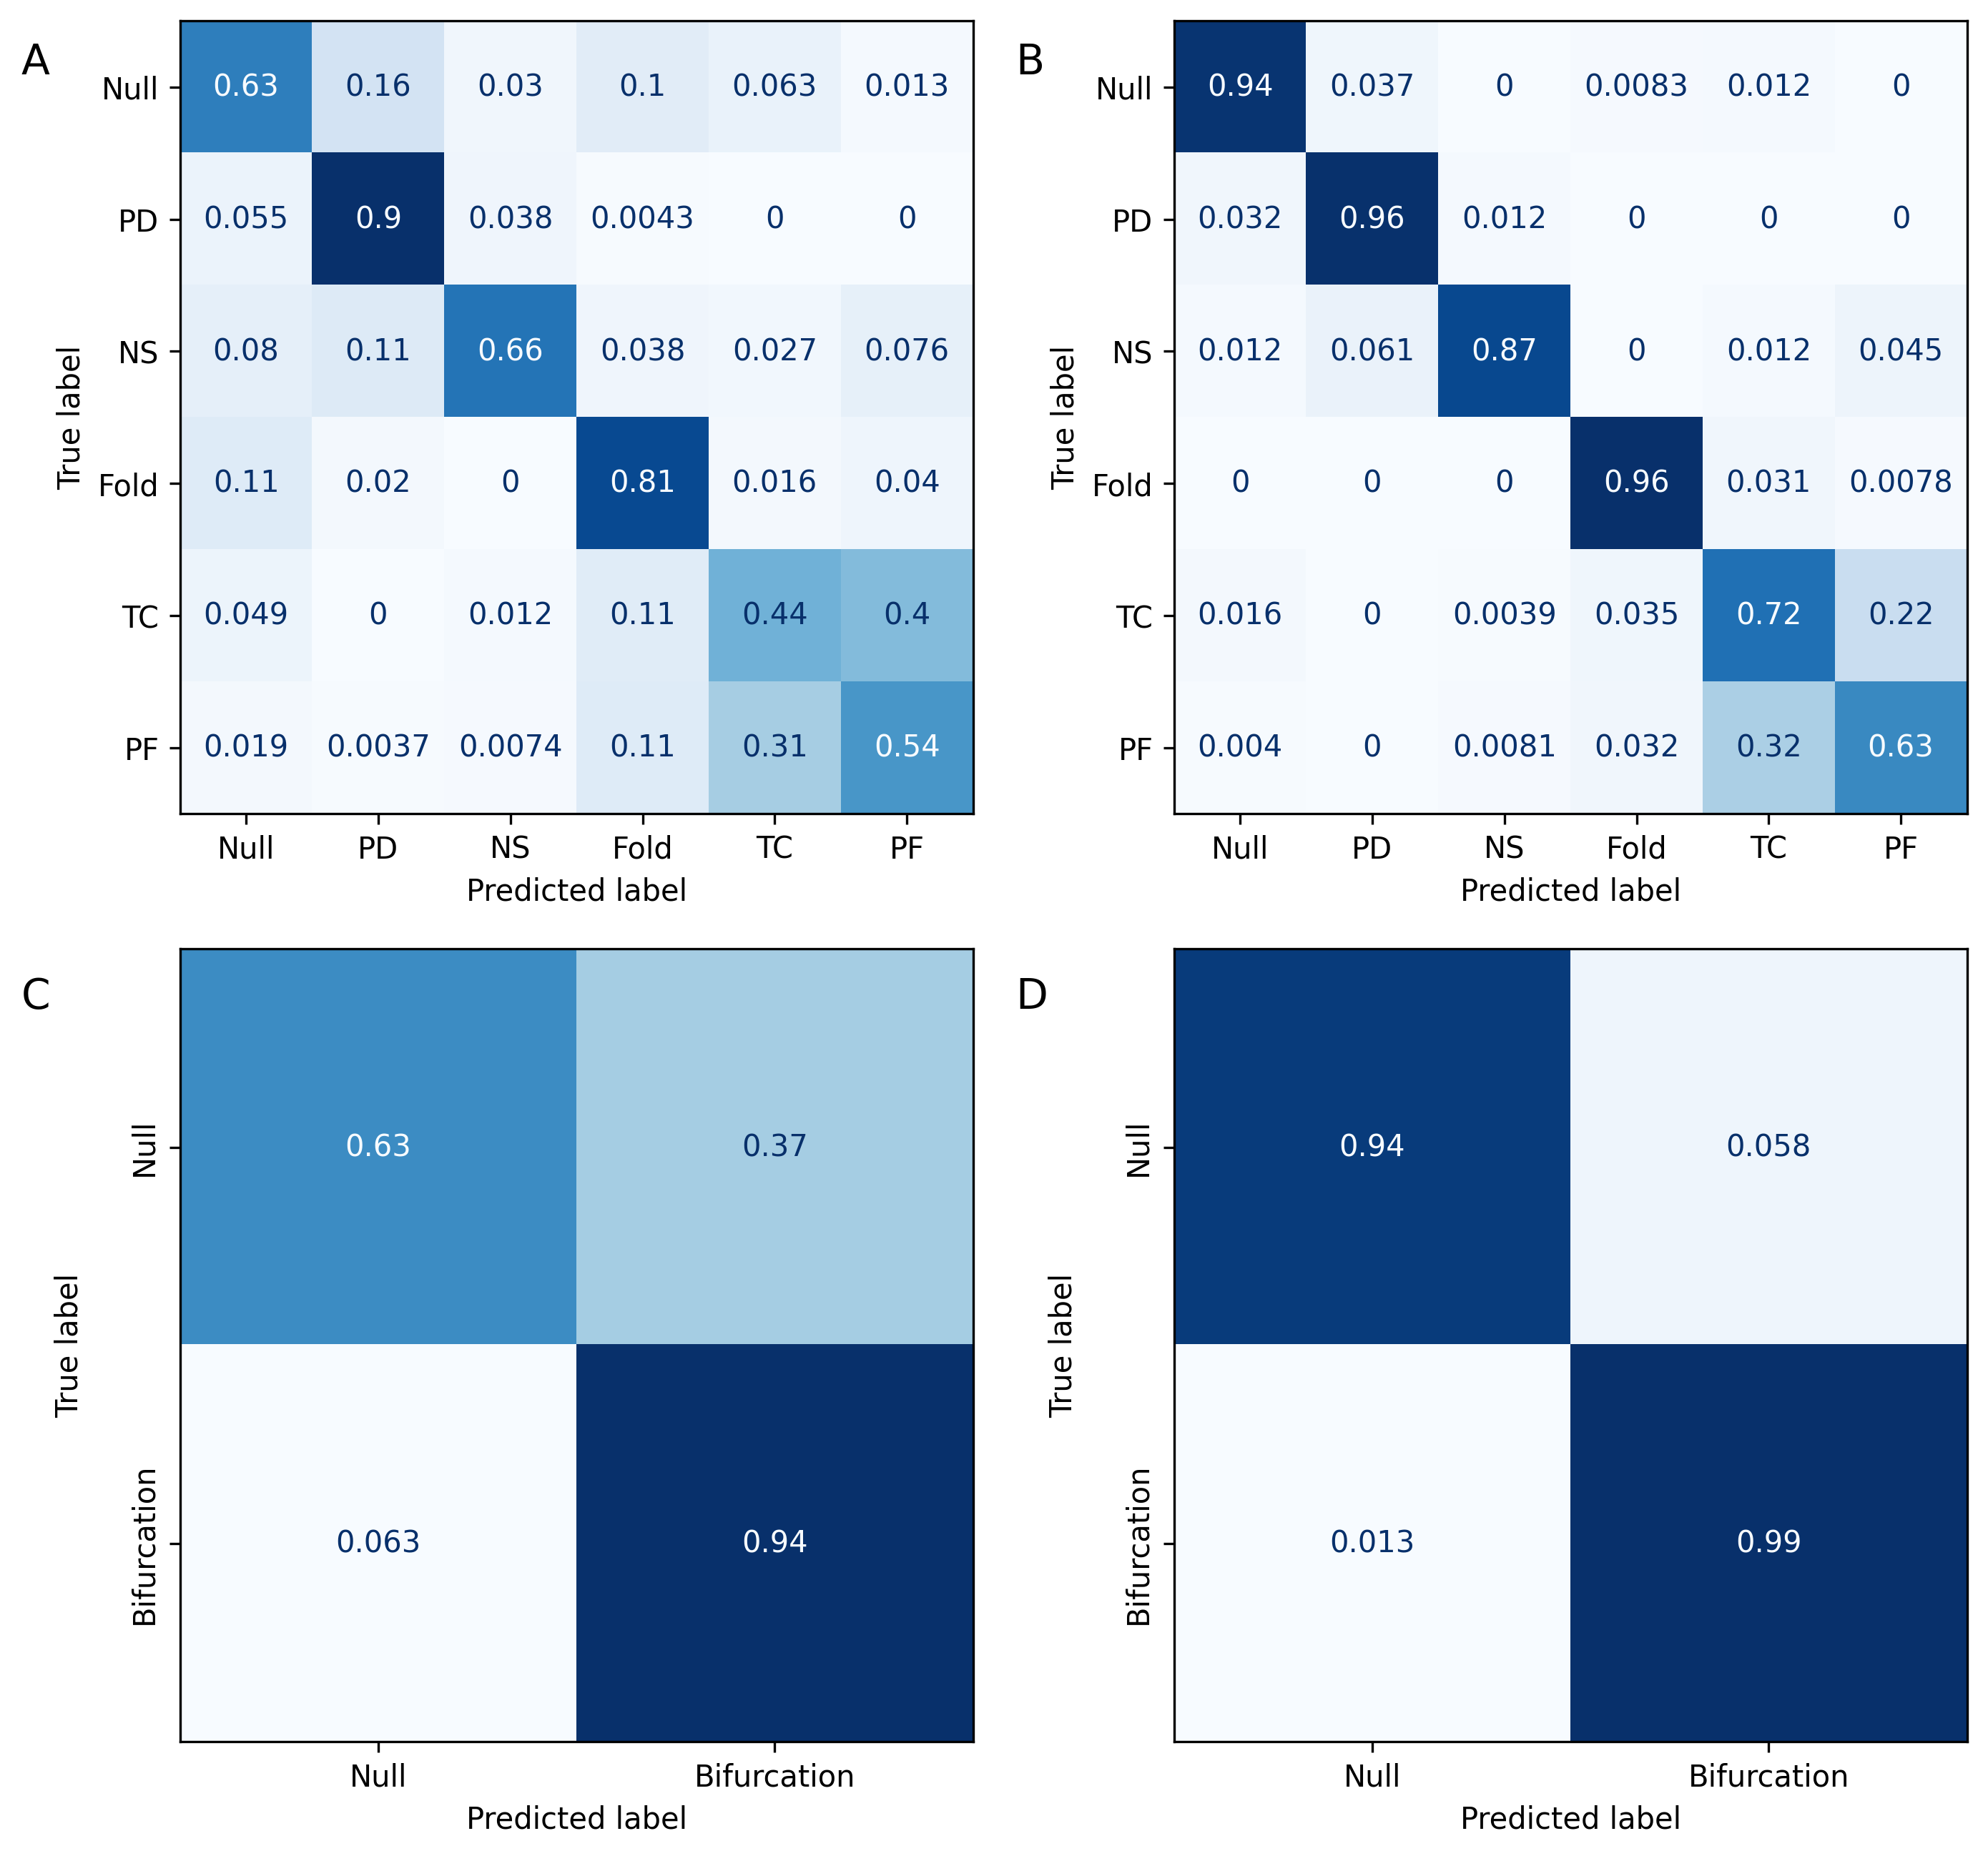 A
True label
Null 0.63 0.16 0.03 0.1 0.063 0.013
PD 0.055 0.9 0.038 0.0043 0 0
NS 0.08 0.11 0.66 0.038 0.027 0.076
Fold 0.11 0.02 0 0.81 0.016 0.04
TC 0.049 0 0.012 0.11 0.44 0.4
PF 0.019 0.0037 0.0074 0.11 0.31 0.54
Null PD NS Fold TC PF
Predicted label
B
True label
Null 0.94 0.037 0 0.0083 0.012 0
PD 0.032 0.96 0.012 0 0 0
NS 0.012 0.061 0.87 0 0.012 0.045
Fold 0 0 0 0.96 0.031 0.0078
TC 0.016 0 0.0039 0.035 0.72 0.22
PF 0.004 0 0.0081 0.032 0.32 0.63
Null PD NS Fold TC PF
Predicted label
C
True label
Null 0.63 0.37
Bifurcation 0.063 0.94
Null Bifurcation
Predicted label
D
True label
Null 0.94 0.058
Bifurcation 0.013 0.99
Null Bifurcation
Predicted label